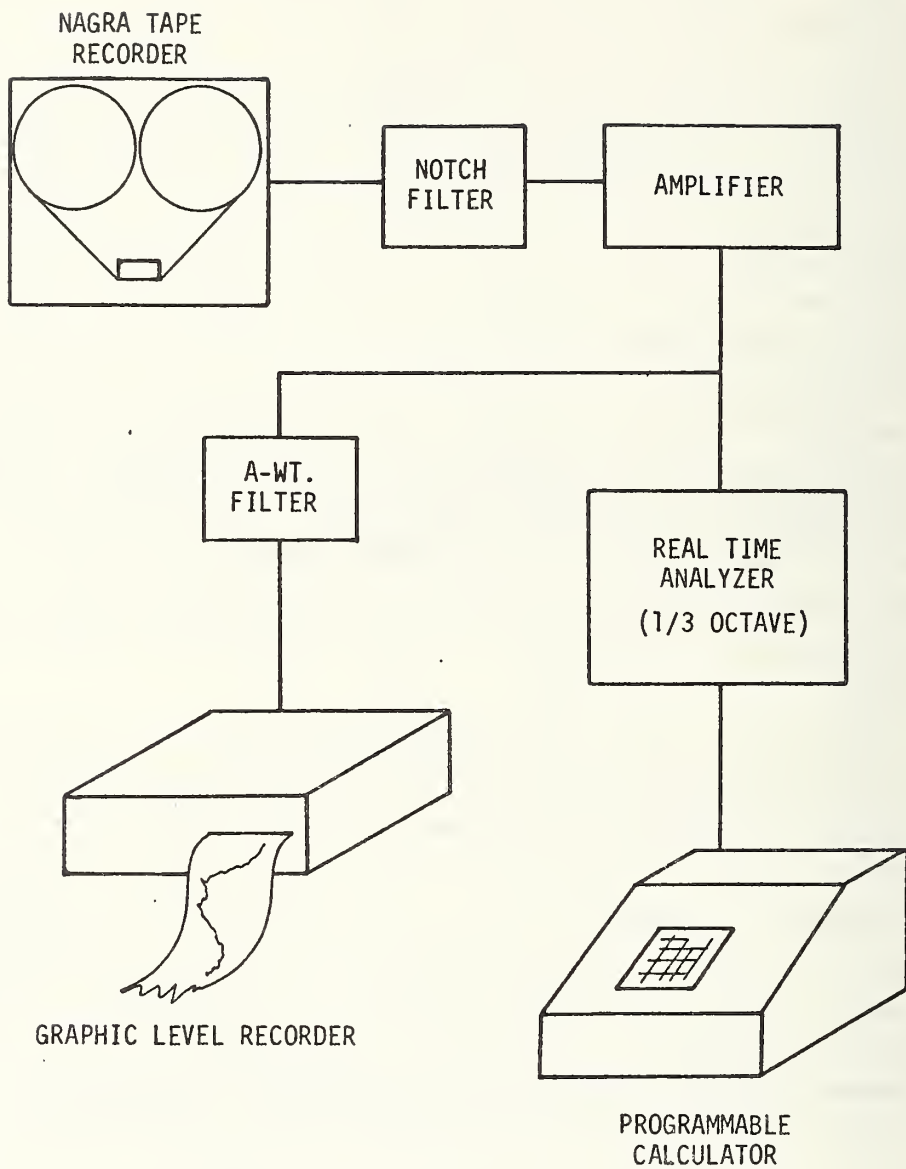 NAGRA TAPE
RECORDER
NOTCH
FILTER
AMPLIFIER
A-WT.
FILTER
REAL TIME
ANALYZER
(1/3 OCTAVE)
GRAPHIC LEVEL RECORDER
PROGRAMMABLE
CALCULATOR